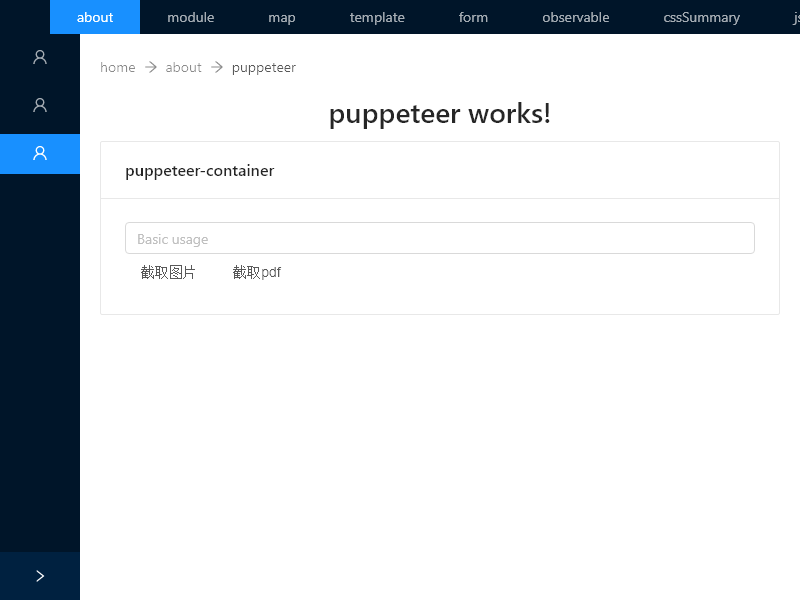 about module map template form observable cssSummary
home about puppeteer
puppeteer works!
puppeteer-container
Basic usage
截取图片 截取pdf